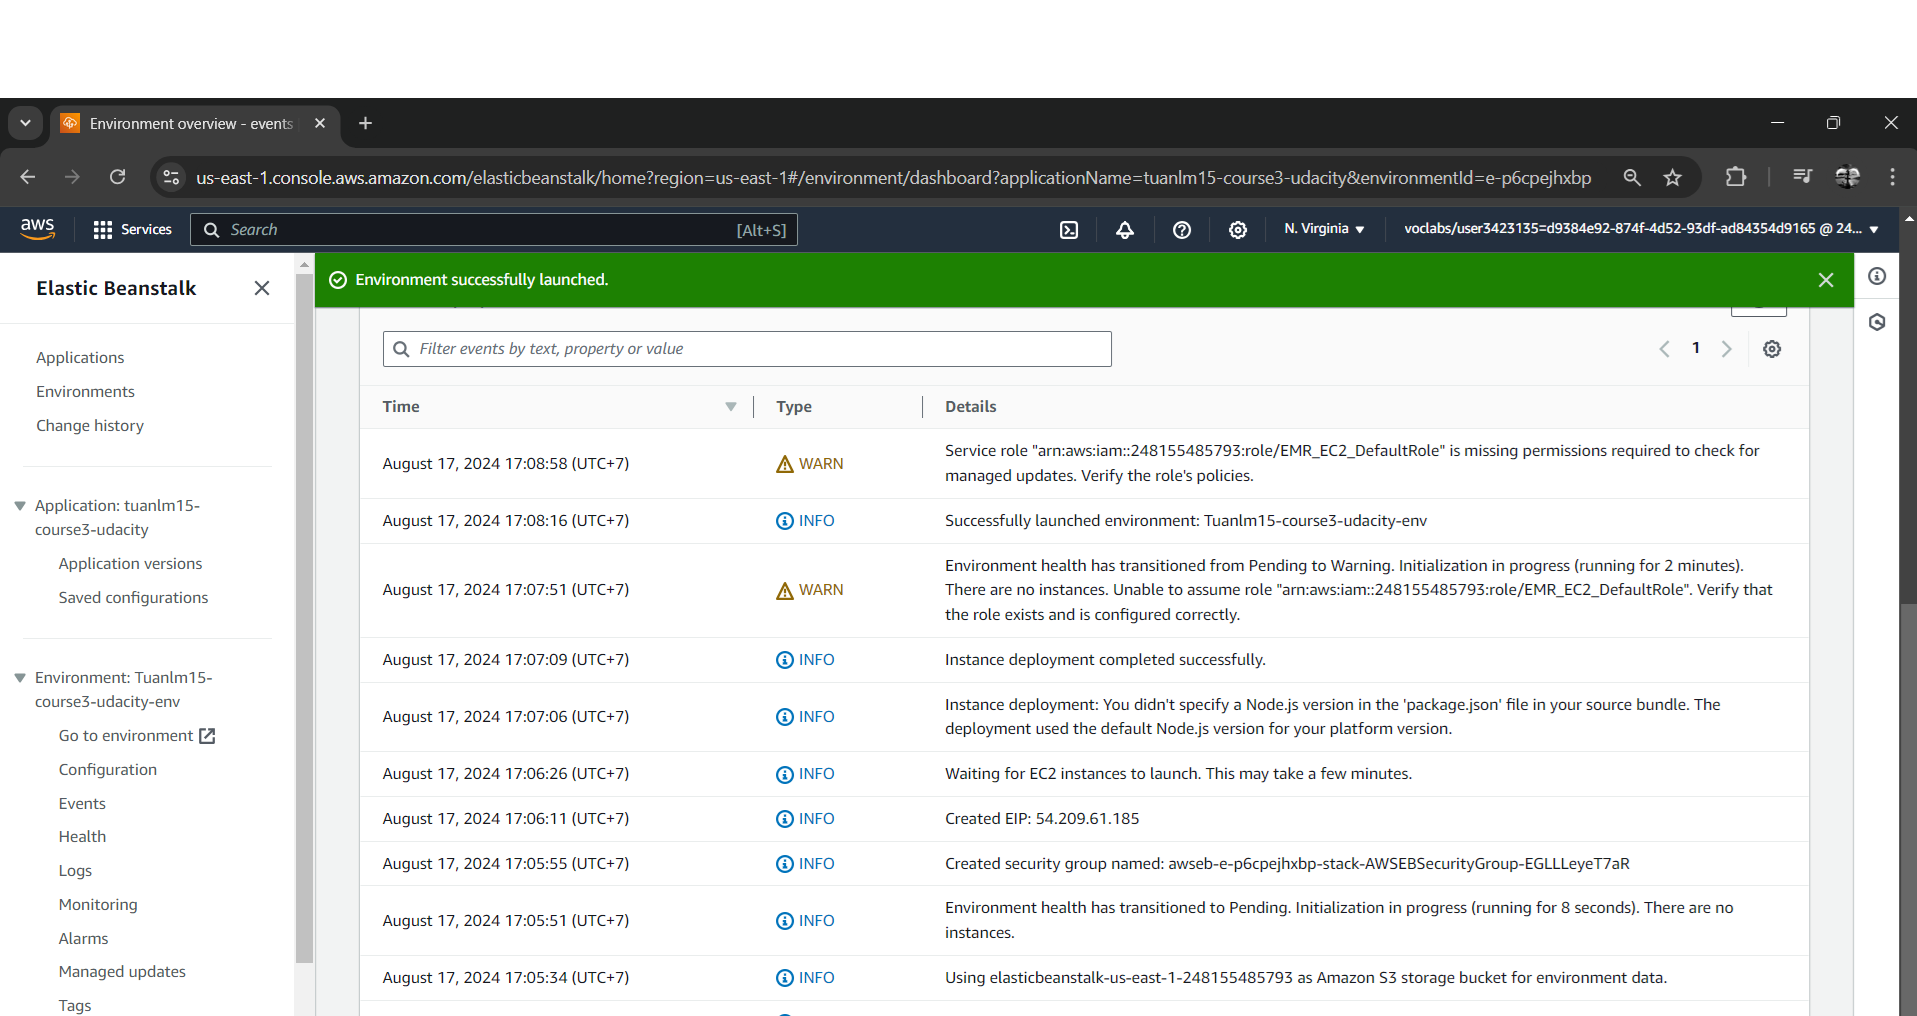 Environment overview - events
us-east-1.console.aws.amazon.com/elasticbeanstalk/home?region=us-east-1#/environment/dashboard?applicationName=tuanlm15-course3-udacity&environmentId=e-p6cpejhxbp
aws
Services
Search
[Alt+S]
N. Virginia
voclabs/user3423135=d9384e92-874f-4d52-93df-ad84354d9165 @ 24...
Elastic Beanstalk
Applications
Environments
Change history
Application: tuanlm15-
course3-udacity
Application versions
Saved configurations
Environment: Tuanlm15-
course3-udacity-env
Go to environment
Configuration
Events
Health
Logs
Monitoring
Alarms
Managed updates
Tags
Environment successfully launched.
Filter events by text, property or value
1
Time Type Details
August 17, 2024 17:08:58 (UTC+7) WARN Service role "arn:aws:iam::248155485793:role/EMR_EC2_DefaultRole" is missing permissions required to check for
managed updates. Verify the role's policies.
August 17, 2024 17:08:16 (UTC+7) INFO Successfully launched environment: Tuanlm15-course3-udacity-env
August 17, 2024 17:07:51 (UTC+7) WARN Environment health has transitioned from Pending to Warning. Initialization in progress (running for 2 minutes).
There are no instances. Unable to assume role "arn:aws:iam::248155485793:role/EMR_EC2_DefaultRole". Verify that
the role exists and is configured correctly.
August 17, 2024 17:07:09 (UTC+7) INFO Instance deployment completed successfully.
August 17, 2024 17:07:06 (UTC+7) INFO Instance deployment: You didn't specify a Node.js version in the 'package.json' file in your source bundle. The
deployment used the default Node.js version for your platform version.
August 17, 2024 17:06:26 (UTC+7) INFO Waiting for EC2 instances to launch. This may take a few minutes.
August 17, 2024 17:06:11 (UTC+7) INFO Created EIP: 54.209.61.185
August 17, 2024 17:05:55 (UTC+7) INFO Created security group named: awseb-e-p6cpejhxbp-stack-AWSEBSecurityGroup-EGLLLeyeT7aR
August 17, 2024 17:05:51 (UTC+7) INFO Environment health has transitioned to Pending. Initialization in progress (running for 8 seconds). There are no
instances.
August 17, 2024 17:05:34 (UTC+7) INFO Using elasticbeanstalk-us-east-1-248155485793 as Amazon S3 storage bucket for environment data.